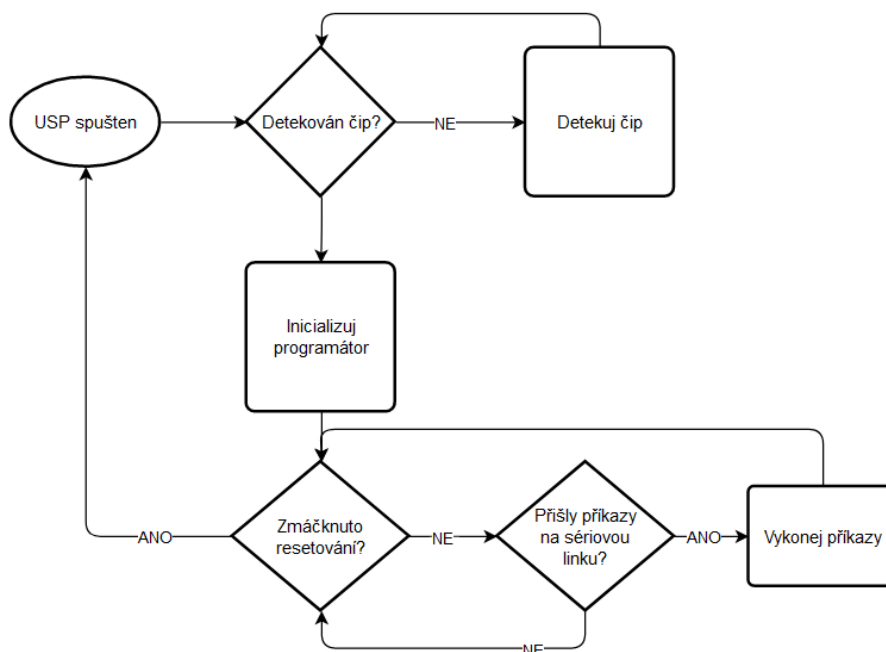 USP spušten
Detekován čip?
NE
Detekuj čip
Inicializuj
programátor
ANO
Zmáčknuto
resetování?
NE
Přišly příkazy
na sériovou
linku?
ANO
Vykonej příkazy
NE